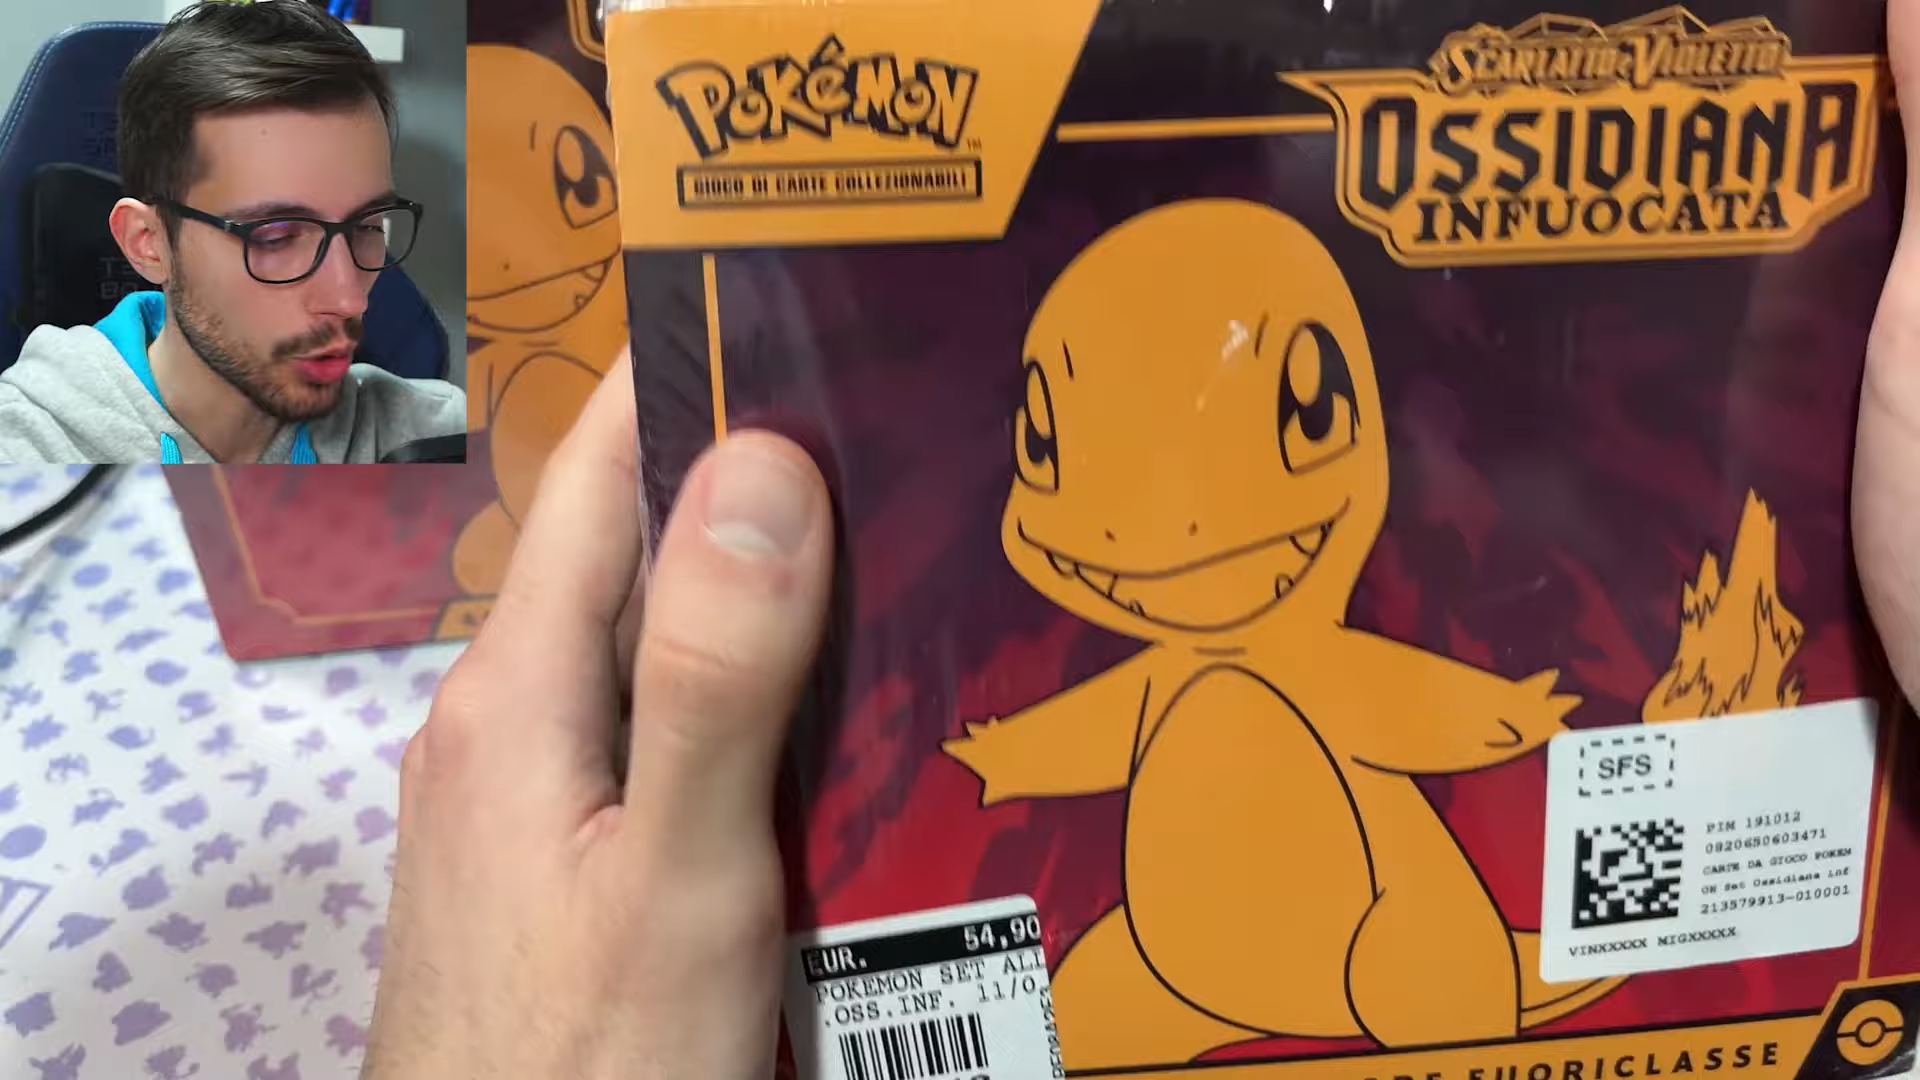 POKéMON
TM
GIOCO DI CARTE COLLEZIONABILI
SCARLATTO E VIOLETTO
OSSIDIANA
INFUOCATA
SFS
PIM 191012
0820650603471
CARTE DA GIOCO POKEM
ON Set Ossidiana Inf
213579913-010001
VINXXXXX MIGXXXXX
EUR. 54,90
POKEMON SET ALL
.OSS.INF. 11/0
FUORICLASSE